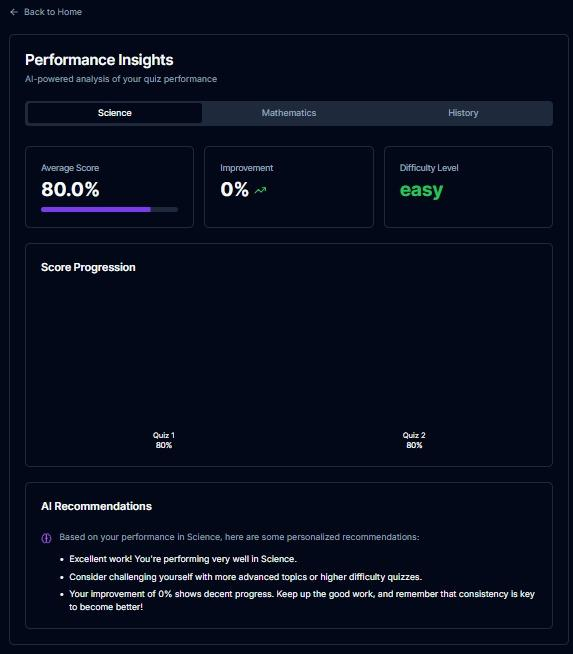 Back to Home
Performance Insights
AI-powered analysis of your quiz performance
Science Mathematics History
Average Score Improvement Difficulty Level
80.0% 0% easy
Score Progression
Quiz 1 Quiz 2
80% 80%
AI Recommendations
Based on your performance in Science, here are some personalized recommendations:
• Excellent work! You're performing very well in Science.
• Consider challenging yourself with more advanced topics or higher difficulty quizzes.
• Your improvement of 0% shows decent progress. Keep up the good work, and remember that consistency is key
to become better!